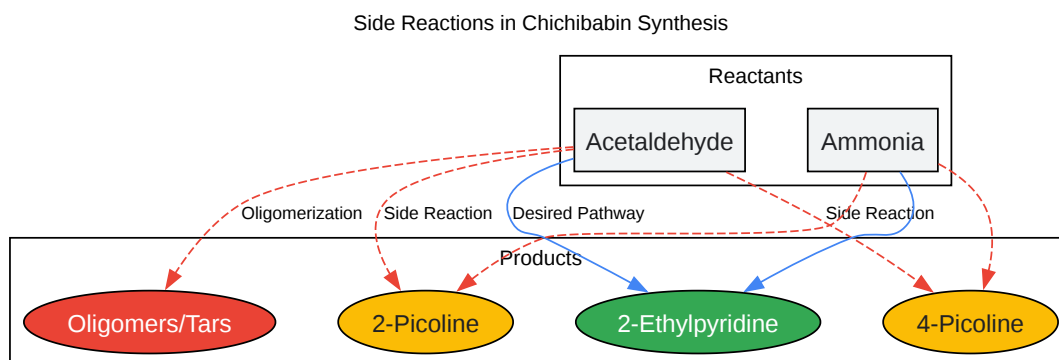 Side Reactions in Chichibabin Synthesis
Reactants
Acetaldehyde
Ammonia
Oligomerization
Side Reaction
Desired Pathway
Side Reaction
Products
Oligomers/Tars
2-Picoline
2-Ethylpyridine
4-Picoline